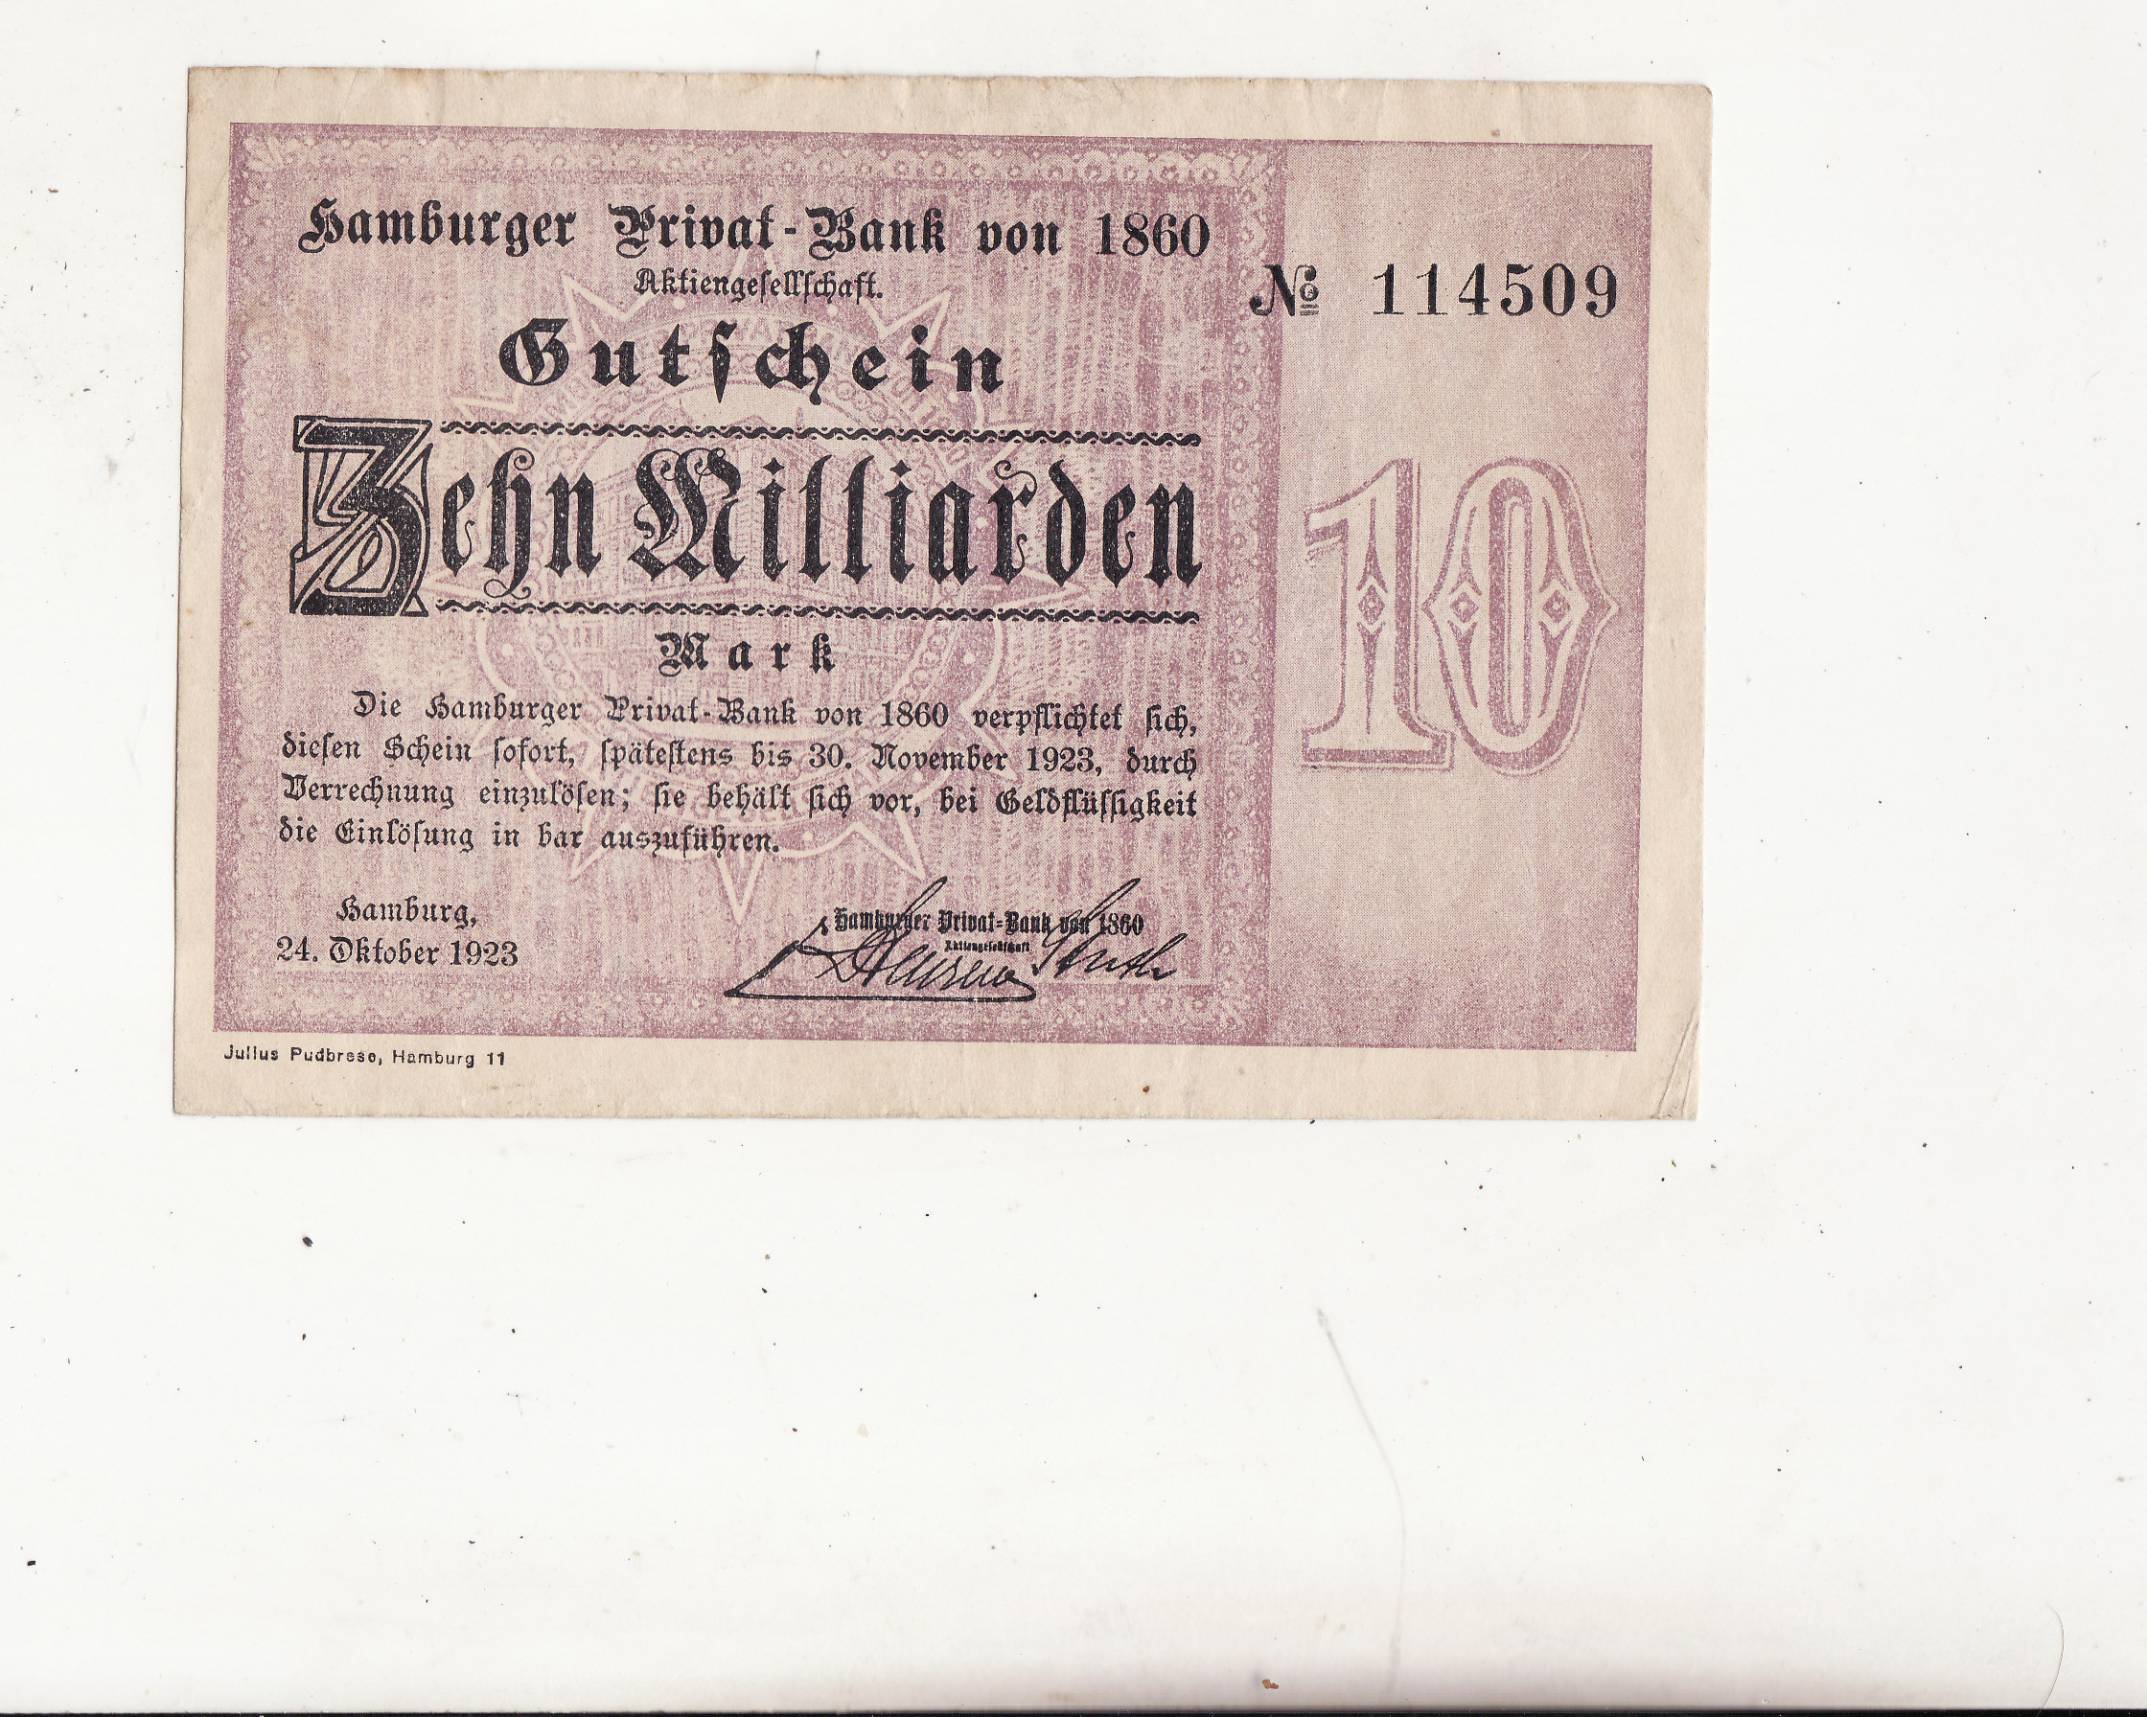 Hamburger Privat-Bank von 1860
Aktiengesellschaft.
Gutschein
№ 114509
Zehn Milliarden
Mark
10
Die Hamburger Privat-Bank von 1860 verpflichtet sich,
diesen Schein sofort, spätestens bis 30. November 1923, durch
Verrechnung einzulösen; sie behält sich vor, bei Geldflüssigkeit
die Einlösung in bar auszuführen.
Hamburg,
24. Oktober 1923
Hamburger Privat-Bank von 1860
Aktiengesellschaft
Julius Pudbrese, Hamburg 11